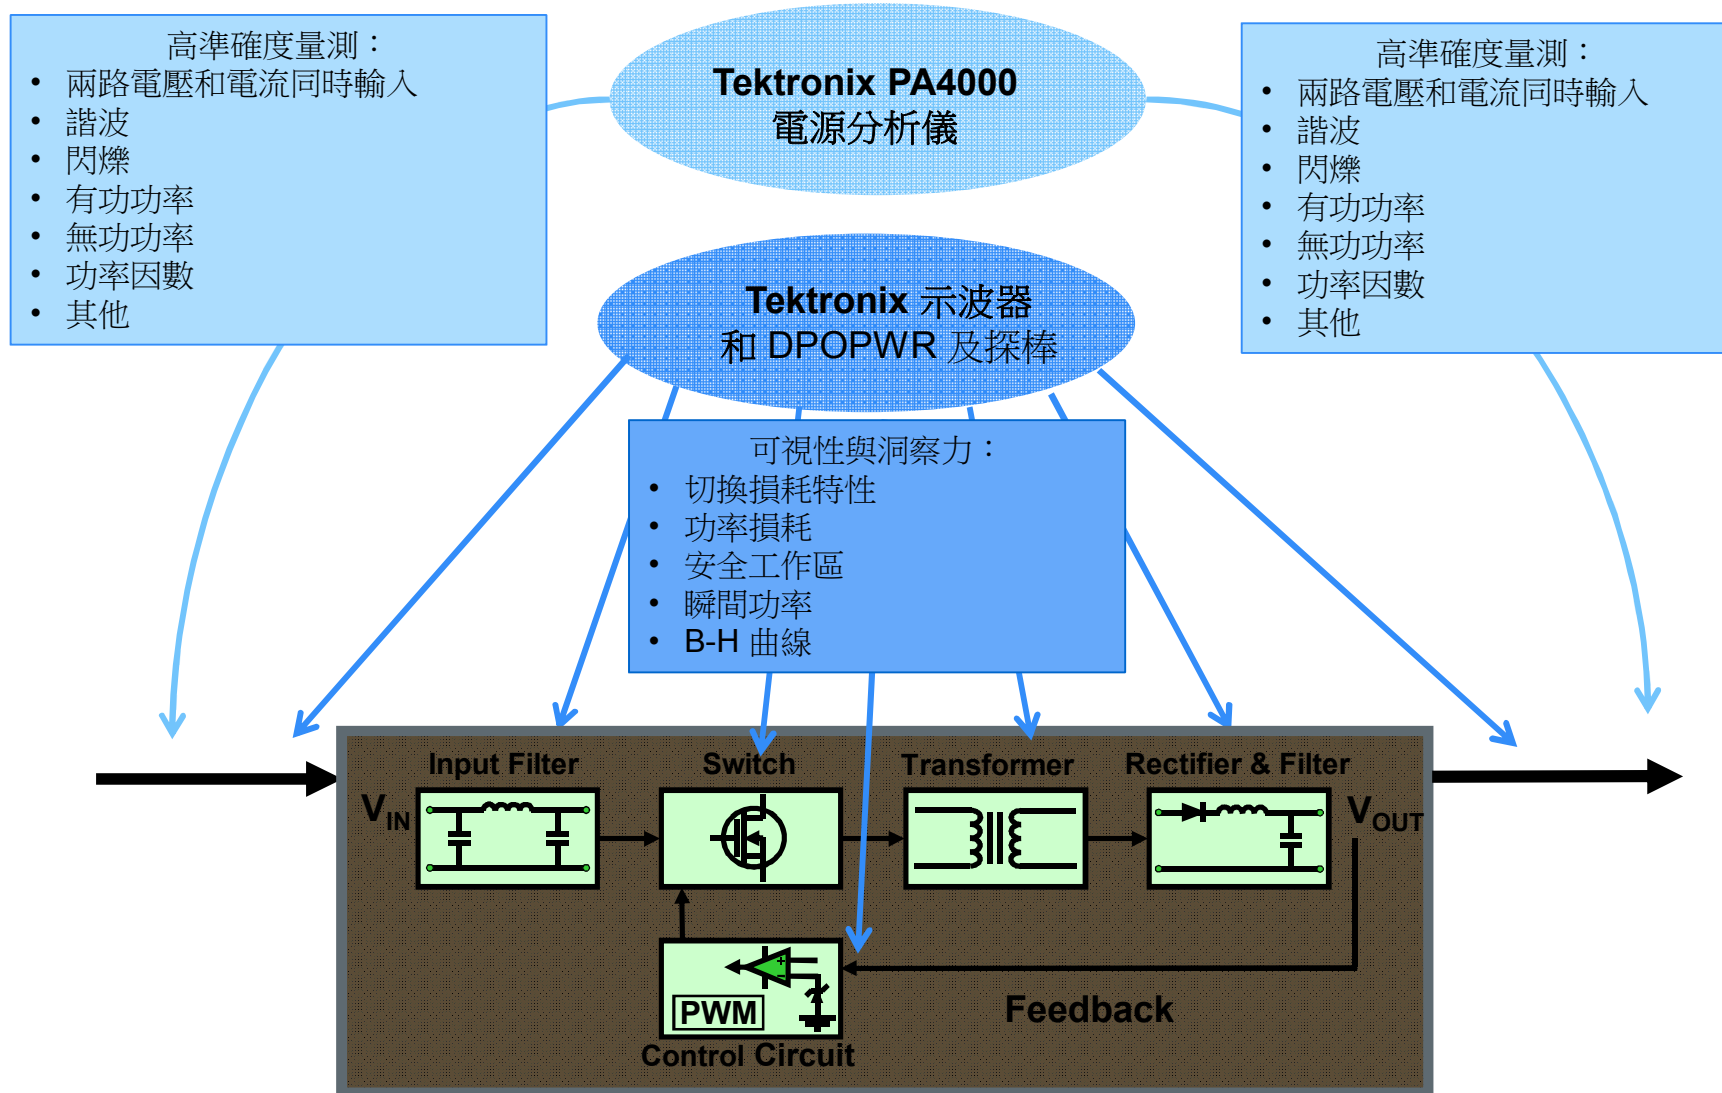 高準確度量測：
• 兩路電壓和電流同時輸入
• 諧波
• 閃爍
• 有功功率
• 無功功率
• 功率因數
• 其他
Tektronix PA4000
電源分析儀
高準確度量測：
• 兩路電壓和電流同時輸入
• 諧波
• 閃爍
• 有功功率
• 無功功率
• 功率因數
• 其他
Tektronix 示波器
和 DPOPWR 及探棒
可視性與洞察力：
• 切換損耗特性
• 功率損耗
• 安全工作區
• 瞬間功率
• B-H 曲線
Input Filter
Switch
Transformer
Rectifier & Filter
VIN
VOUT
+
−
PWM
Feedback
Control Circuit